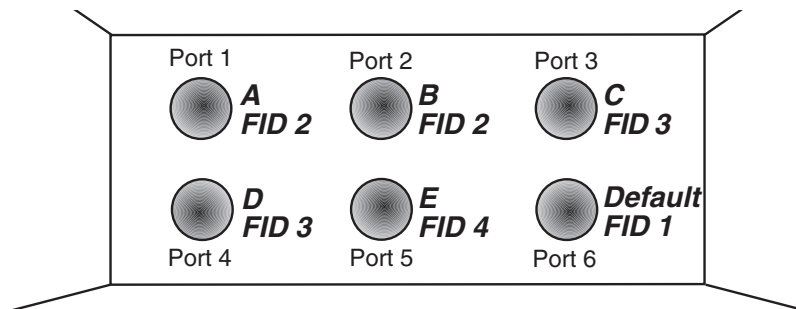 Port 1
A
FID 2
Port 2
B
FID 2
Port 3
C
FID 3
D
FID 3
Port 4
E
FID 4
Port 5
Default
FID 1
Port 6